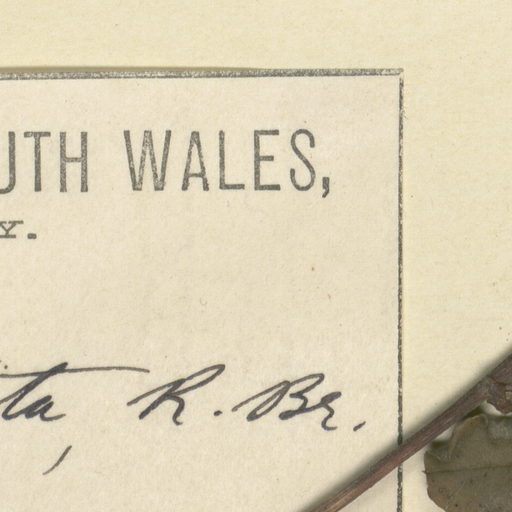 UTH WALES,
Y.
ta, R. Br.